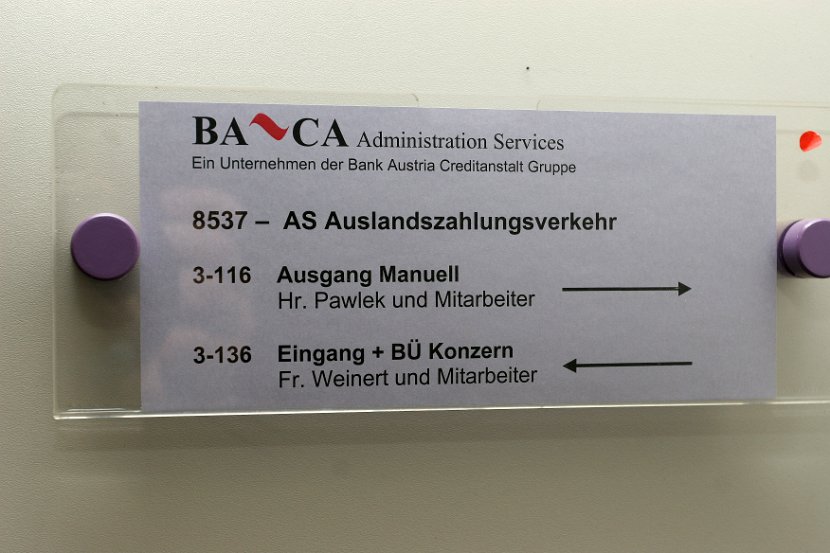 BA CA Administration Services
Ein Unternehmen der Bank Austria Creditanstalt Gruppe
8537 – AS Auslandszahlungsverkehr
3-116 Ausgang Manuell
Hr. Pawlek und Mitarbeiter
3-136 Eingang + BÜ Konzern
Fr. Weinert und Mitarbeiter